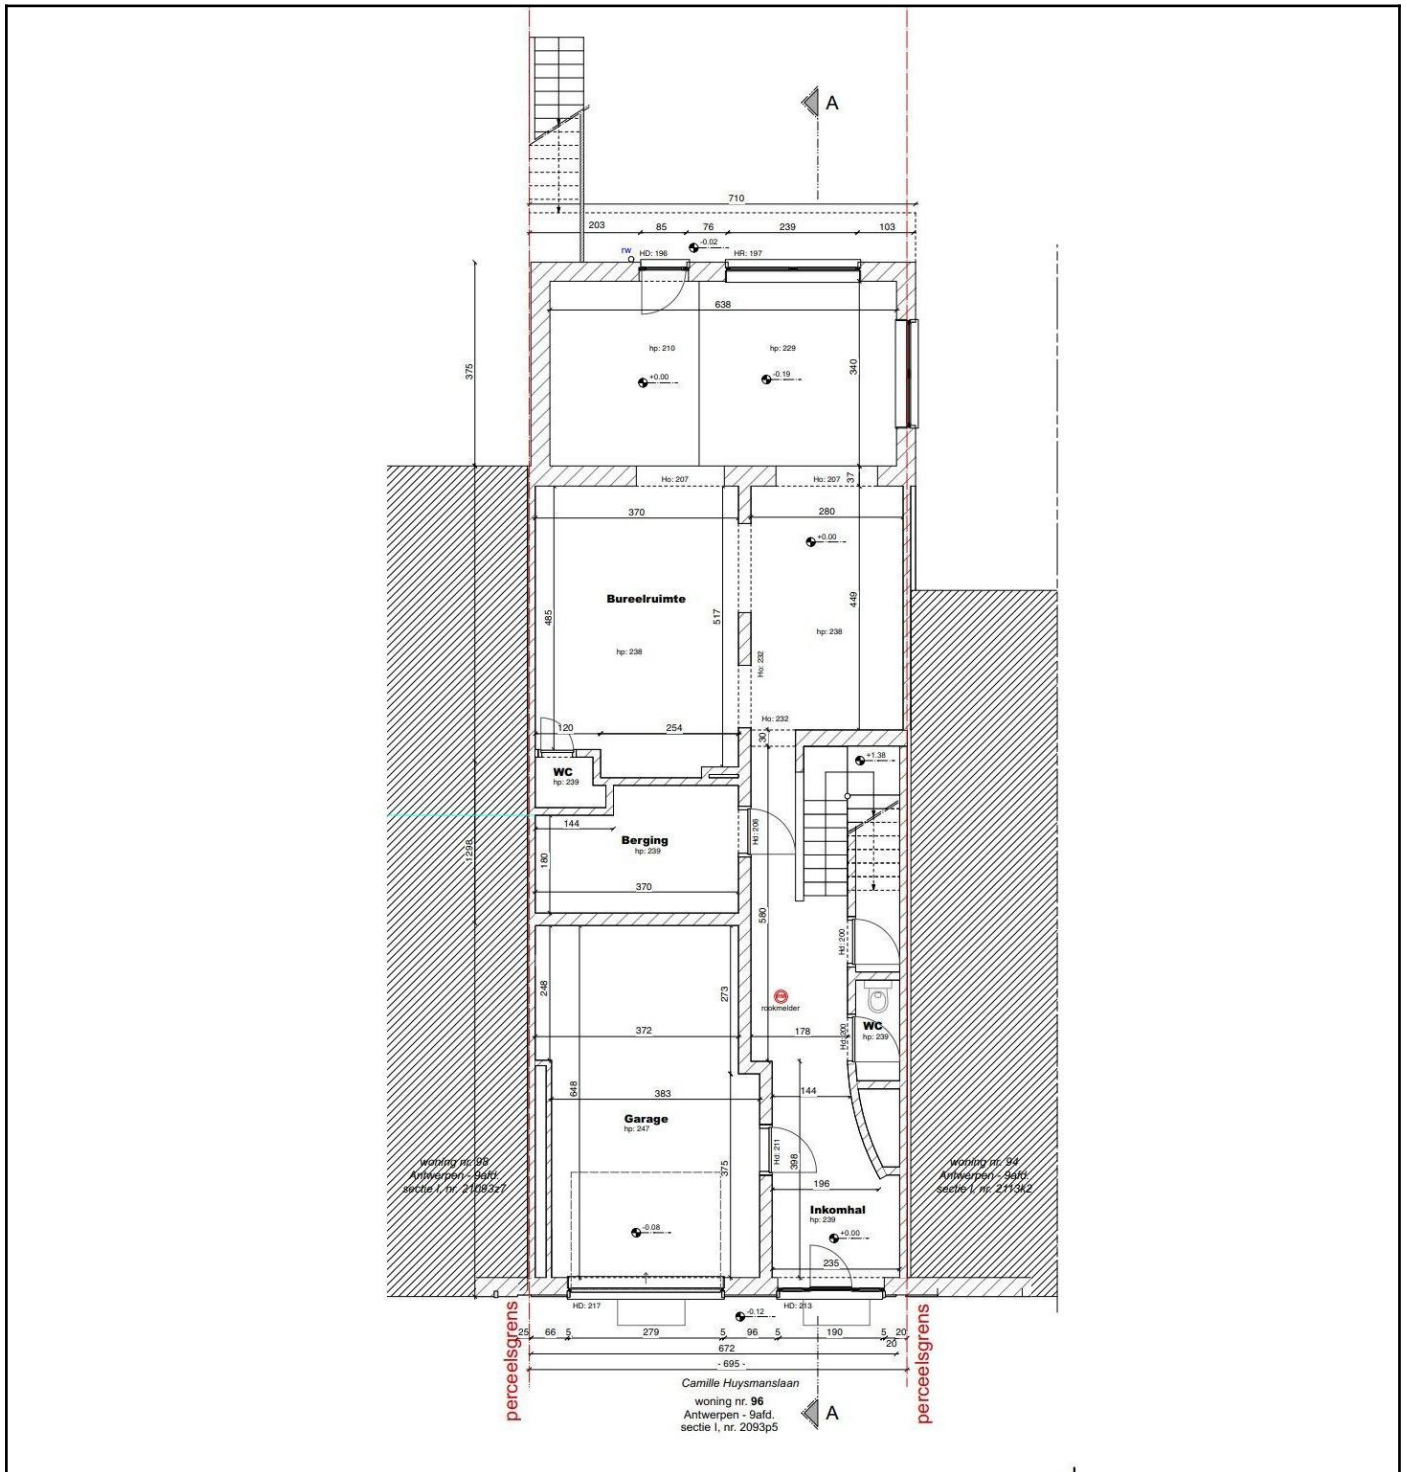 A
710
203 85 76 239 103
-0.02
rw
HD: 196
HR: 197
638
hp: 210
hp: 229
+0.00
-0.19
340
375
37
Ho: 207
Ho: 207
370
280
+0.00
Bureelruimte
485
517
449
hp: 238
hp: 238
Ho: 232
Ho: 232
120
254
30
+1.38
WC
hp: 239
144
Berging
hp: 239
Hd: 206
1298
180
370
580
Hd: 200
248
273
rookmelder
372
178
Hd: 200
WC
hp: 239
648
383
144
Garage
hp: 247
Hd: 211
398
375
woning nr. 98
Antwerpen - 9afd.
sectie I, nr. 21093z7
woning nr. 94
Antwerpen - 9afd.
sectie I, nr. 2113k2
196
Inkomhal
hp: 239
-0.08
+0.00
235
HD: 217
-0.12
HD: 213
perceelsgrens
perceelsgrens
25 66 5 279 5 96 5 190 5 20
672
20
- 695 -
Camille Huysmanslaan
woning nr. 96
Antwerpen - 9afd.
sectie I, nr. 2093p5
A